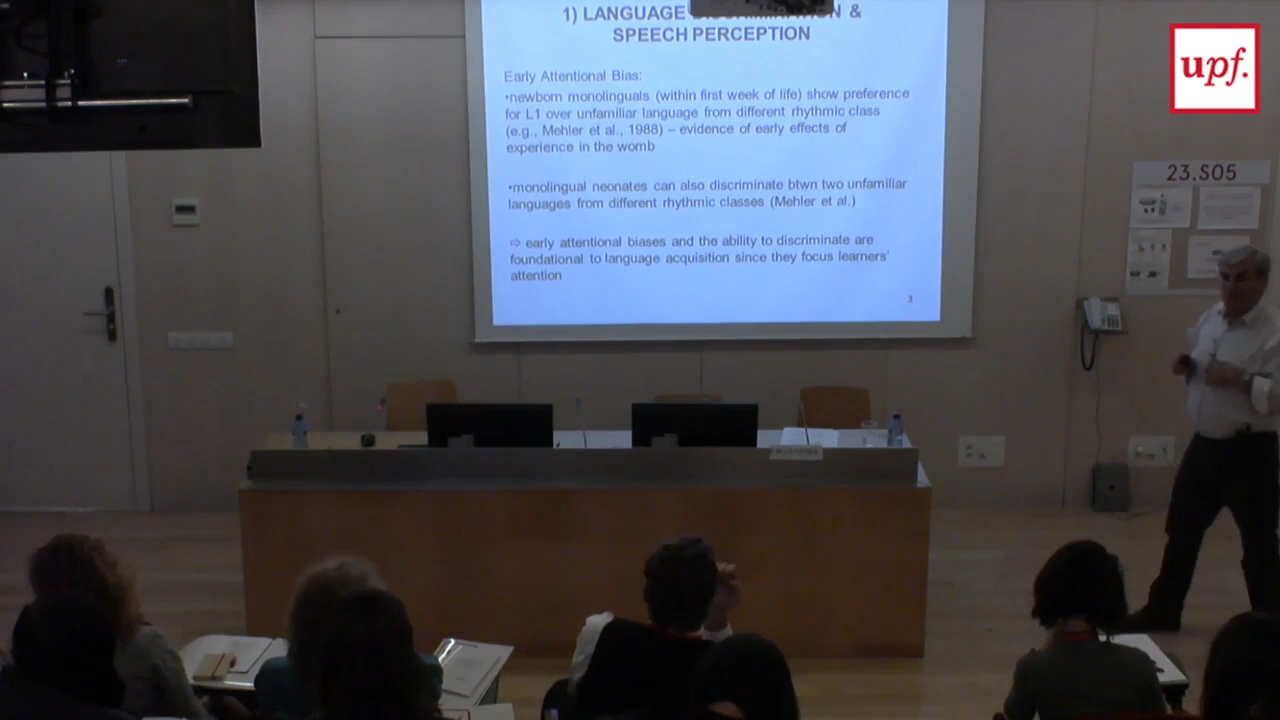 1) LANGUAGE DISCRIMINATION &
SPEECH PERCEPTION
upf.
Early Attentional Bias:
•newborn monolinguals (within first week of life) show preference
for L1 over unfamiliar language from different rhythmic class
(e.g., Mehler et al., 1988) – evidence of early effects of
experience in the womb
•monolingual neonates can also discriminate btwn two unfamiliar
languages from different rhythmic classes (Mehler et al.)
⇨ early attentional biases and the ability to discriminate are
foundational to language acquisition since they focus learners'
attention
3
23.S05